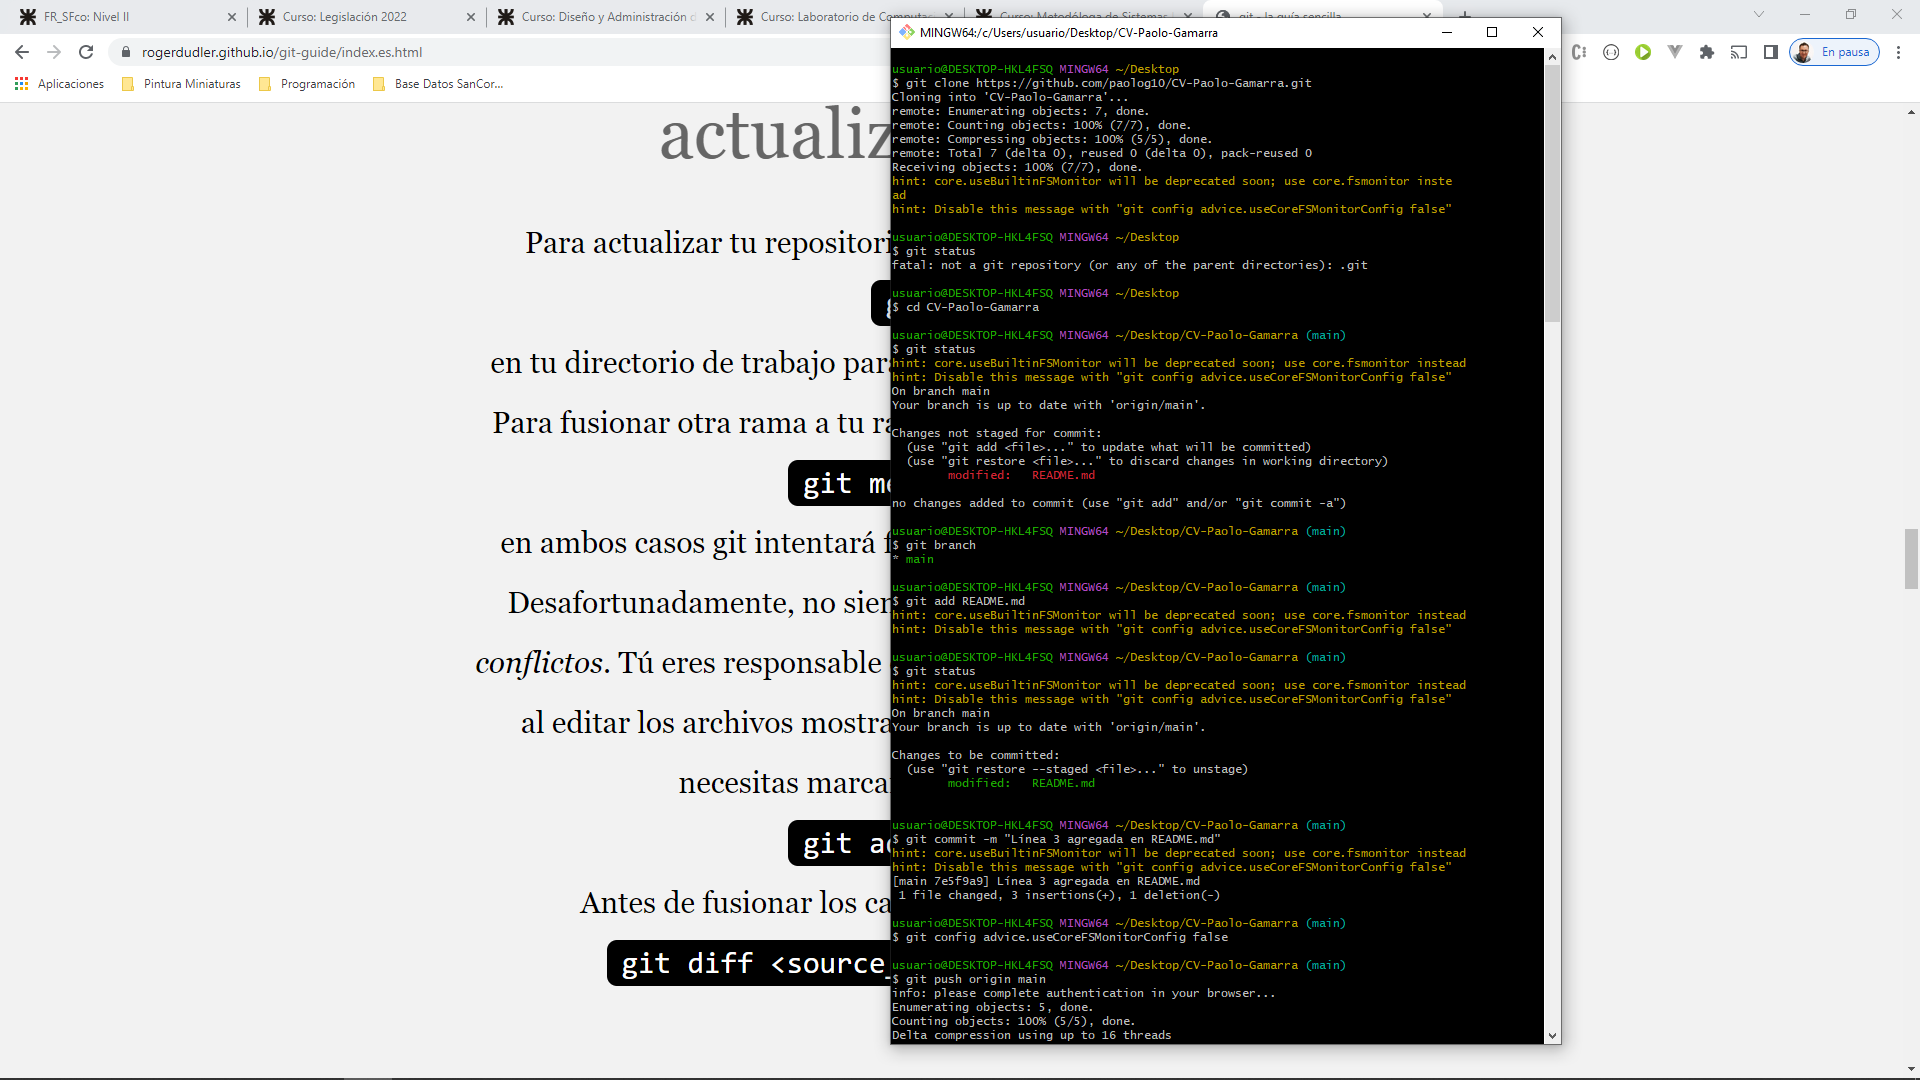 FR_SFco: Nivel II
Curso: Legislación 2022
Curso: Diseño y Administración d
Curso: Laboratorio de Computac
Curso: Metodóloga de Sistemas
git - la guía sencilla
rogerdudler.github.io/git-guide/index.es.html
En pausa
Aplicaciones
Pintura Miniaturas
Programación
Base Datos SanCor...
actualiz
Para actualizar tu repositori
en tu directorio de trabajo para
Para fusionar otra rama a tu ra
git me
en ambos casos git intentará f
Desafortunadamente, no sien
conflictos. Tú eres responsable
al editar los archivos mostra
necesitas marca
git ad
Antes de fusionar los ca
git diff <source_
MINGW64:/c/Users/usuario/Desktop/CV-Paolo-Gamarra
usuario@DESKTOP-HKL4FSQ MINGW64 ~/Desktop
$ git clone https://github.com/paolog10/CV-Paolo-Gamarra.git
Cloning into 'CV-Paolo-Gamarra'...
remote: Enumerating objects: 7, done.
remote: Counting objects: 100% (7/7), done.
remote: Compressing objects: 100% (5/5), done.
remote: Total 7 (delta 0), reused 0 (delta 0), pack-reused 0
Receiving objects: 100% (7/7), done.
hint: core.useBuiltinFSMonitor will be deprecated soon; use core.fsmonitor inste
ad
hint: Disable this message with "git config advice.useCoreFSMonitorConfig false"
usuario@DESKTOP-HKL4FSQ MINGW64 ~/Desktop
$ git status
fatal: not a git repository (or any of the parent directories): .git
usuario@DESKTOP-HKL4FSQ MINGW64 ~/Desktop
$ cd CV-Paolo-Gamarra
usuario@DESKTOP-HKL4FSQ MINGW64 ~/Desktop/CV-Paolo-Gamarra (main)
$ git status
hint: core.useBuiltinFSMonitor will be deprecated soon; use core.fsmonitor instead
hint: Disable this message with "git config advice.useCoreFSMonitorConfig false"
On branch main
Your branch is up to date with 'origin/main'.
Changes not staged for commit:
(use "git add <file>..." to update what will be committed)
(use "git restore <file>..." to discard changes in working directory)
modified: README.md
no changes added to commit (use "git add" and/or "git commit -a")
usuario@DESKTOP-HKL4FSQ MINGW64 ~/Desktop/CV-Paolo-Gamarra (main)
$ git branch
* main
usuario@DESKTOP-HKL4FSQ MINGW64 ~/Desktop/CV-Paolo-Gamarra (main)
$ git add README.md
hint: core.useBuiltinFSMonitor will be deprecated soon; use core.fsmonitor instead
hint: Disable this message with "git config advice.useCoreFSMonitorConfig false"
usuario@DESKTOP-HKL4FSQ MINGW64 ~/Desktop/CV-Paolo-Gamarra (main)
$ git status
hint: core.useBuiltinFSMonitor will be deprecated soon; use core.fsmonitor instead
hint: Disable this message with "git config advice.useCoreFSMonitorConfig false"
On branch main
Your branch is up to date with 'origin/main'.
Changes to be committed:
(use "git restore --staged <file>..." to unstage)
modified: README.md
usuario@DESKTOP-HKL4FSQ MINGW64 ~/Desktop/CV-Paolo-Gamarra (main)
$ git commit -m "Línea 3 agregada en README.md"
hint: core.useBuiltinFSMonitor will be deprecated soon; use core.fsmonitor instead
hint: Disable this message with "git config advice.useCoreFSMonitorConfig false"
[main 7e5f9a9] Línea 3 agregada en README.md
1 file changed, 3 insertions(+), 1 deletion(-)
usuario@DESKTOP-HKL4FSQ MINGW64 ~/Desktop/CV-Paolo-Gamarra (main)
$ git config advice.useCoreFSMonitorConfig false
usuario@DESKTOP-HKL4FSQ MINGW64 ~/Desktop/CV-Paolo-Gamarra (main)
$ git push origin main
info: please complete authentication in your browser...
Enumerating objects: 5, done.
Counting objects: 100% (5/5), done.
Delta compression using up to 16 threads